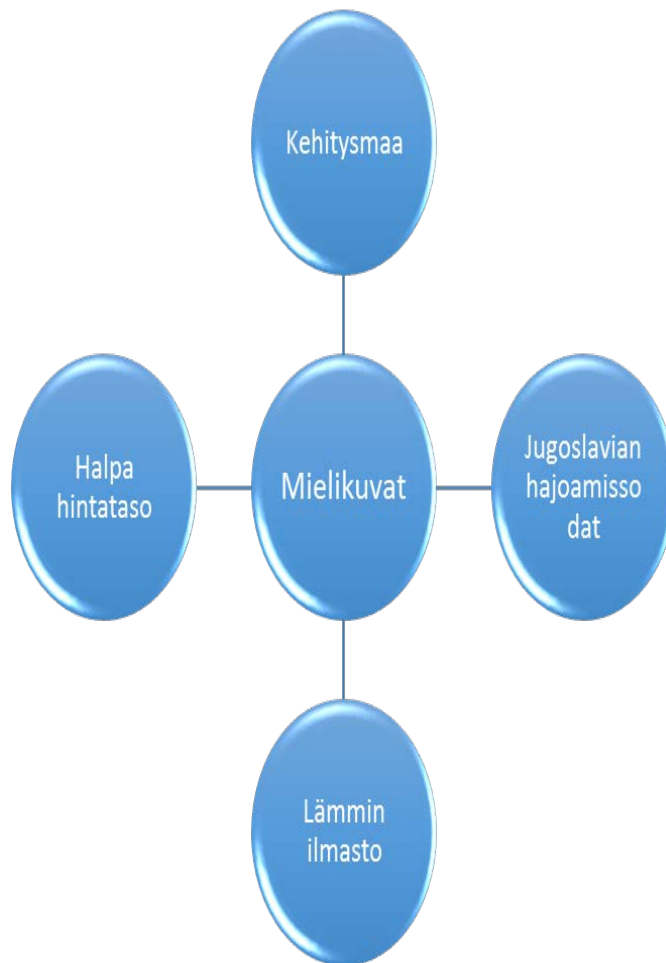 Kehitysmaa
Halpa
hintataso
Mielikuvat
Jugoslavian
hajoamisso
dat
Lämmin
ilmasto